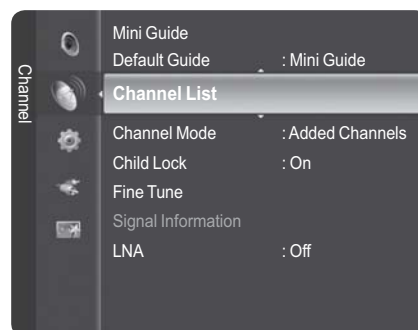 Channel
Mini Guide
Default Guide : Mini Guide
Channel List
Channel Mode : Added Channels
Child Lock : On
Fine Tune
Signal Information
LNA : Off